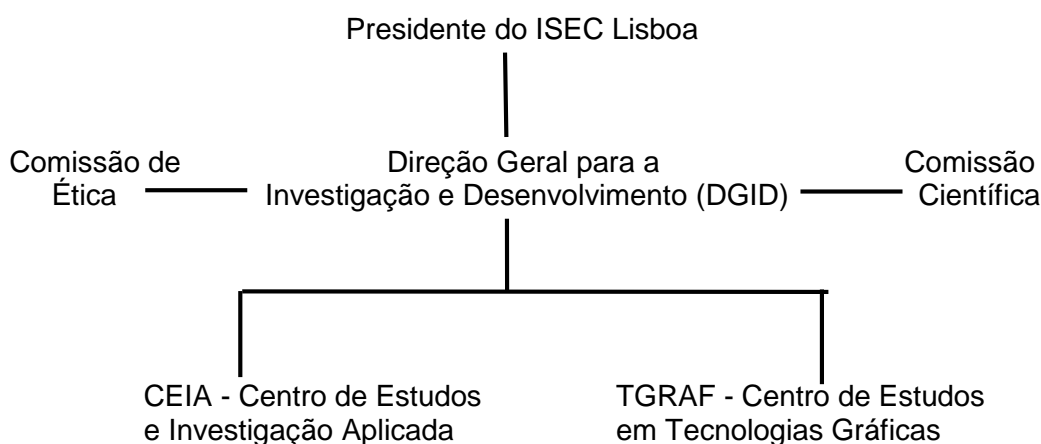 Presidente do ISEC Lisboa
Comissão de
Ética
Direção Geral para a
Investigação e Desenvolvimento (DGID)
Comissão
Científica
CEIA - Centro de Estudos
e Investigação Aplicada
TGRAF - Centro de Estudos
em Tecnologias Gráficas